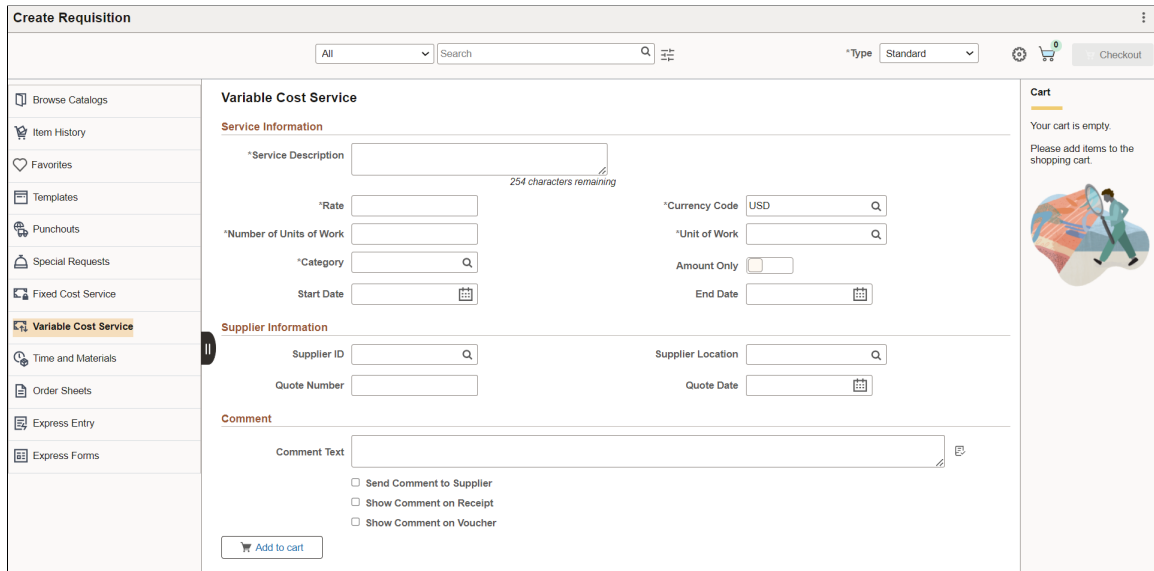 Create Requisition
All
Search
*Type
Standard
0
Checkout
Browse Catalogs
Item History
Favorites
Templates
Punchouts
Special Requests
Fixed Cost Service
Variable Cost Service
Time and Materials
Order Sheets
Express Entry
Express Forms
Variable Cost Service
Service Information
*Service Description
254 characters remaining
*Rate
*Currency Code USD
*Number of Units of Work
*Unit of Work
*Category
Amount Only
Start Date
End Date
Supplier Information
Supplier ID
Supplier Location
Quote Number
Quote Date
Comment
Comment Text
Send Comment to Supplier
Show Comment on Receipt
Show Comment on Voucher
Add to cart
Cart
Your cart is empty.
Please add items to the
shopping cart.